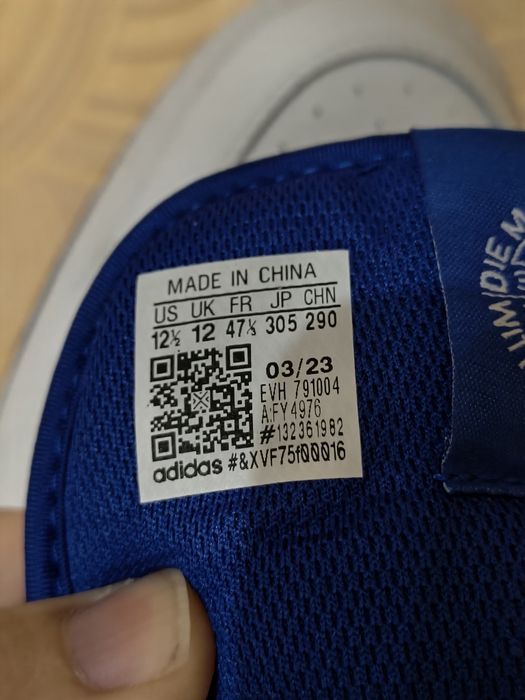 MADE IN CHINA
US UK FR JP CHN
12½ 12 47⅓ 305 290
03/23
EVH 791004
A:FY4976
#132361982
adidas #&XVF75f00016